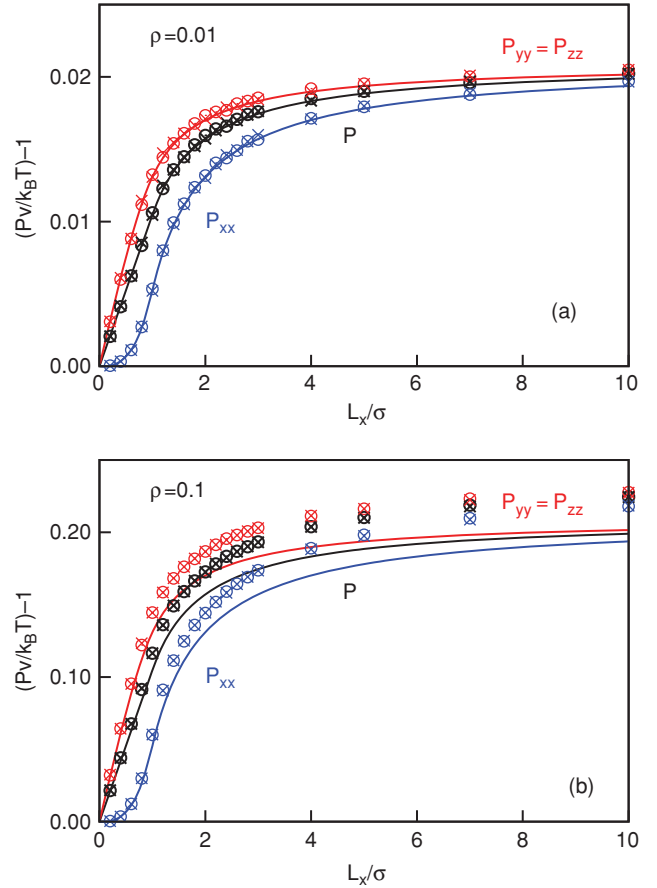 ρ=0.01
P_yy = P_zz
0.02
(Pv/k_BT)−1
P
0.01
P_xx
(a)
0.00
0 2 4 6 8 10
L_x/σ
ρ=0.1
P_yy = P_zz
0.20
(Pv/k_BT)−1
P
0.10
P_xx
(b)
0.00
0 2 4 6 8 10
L_x/σ